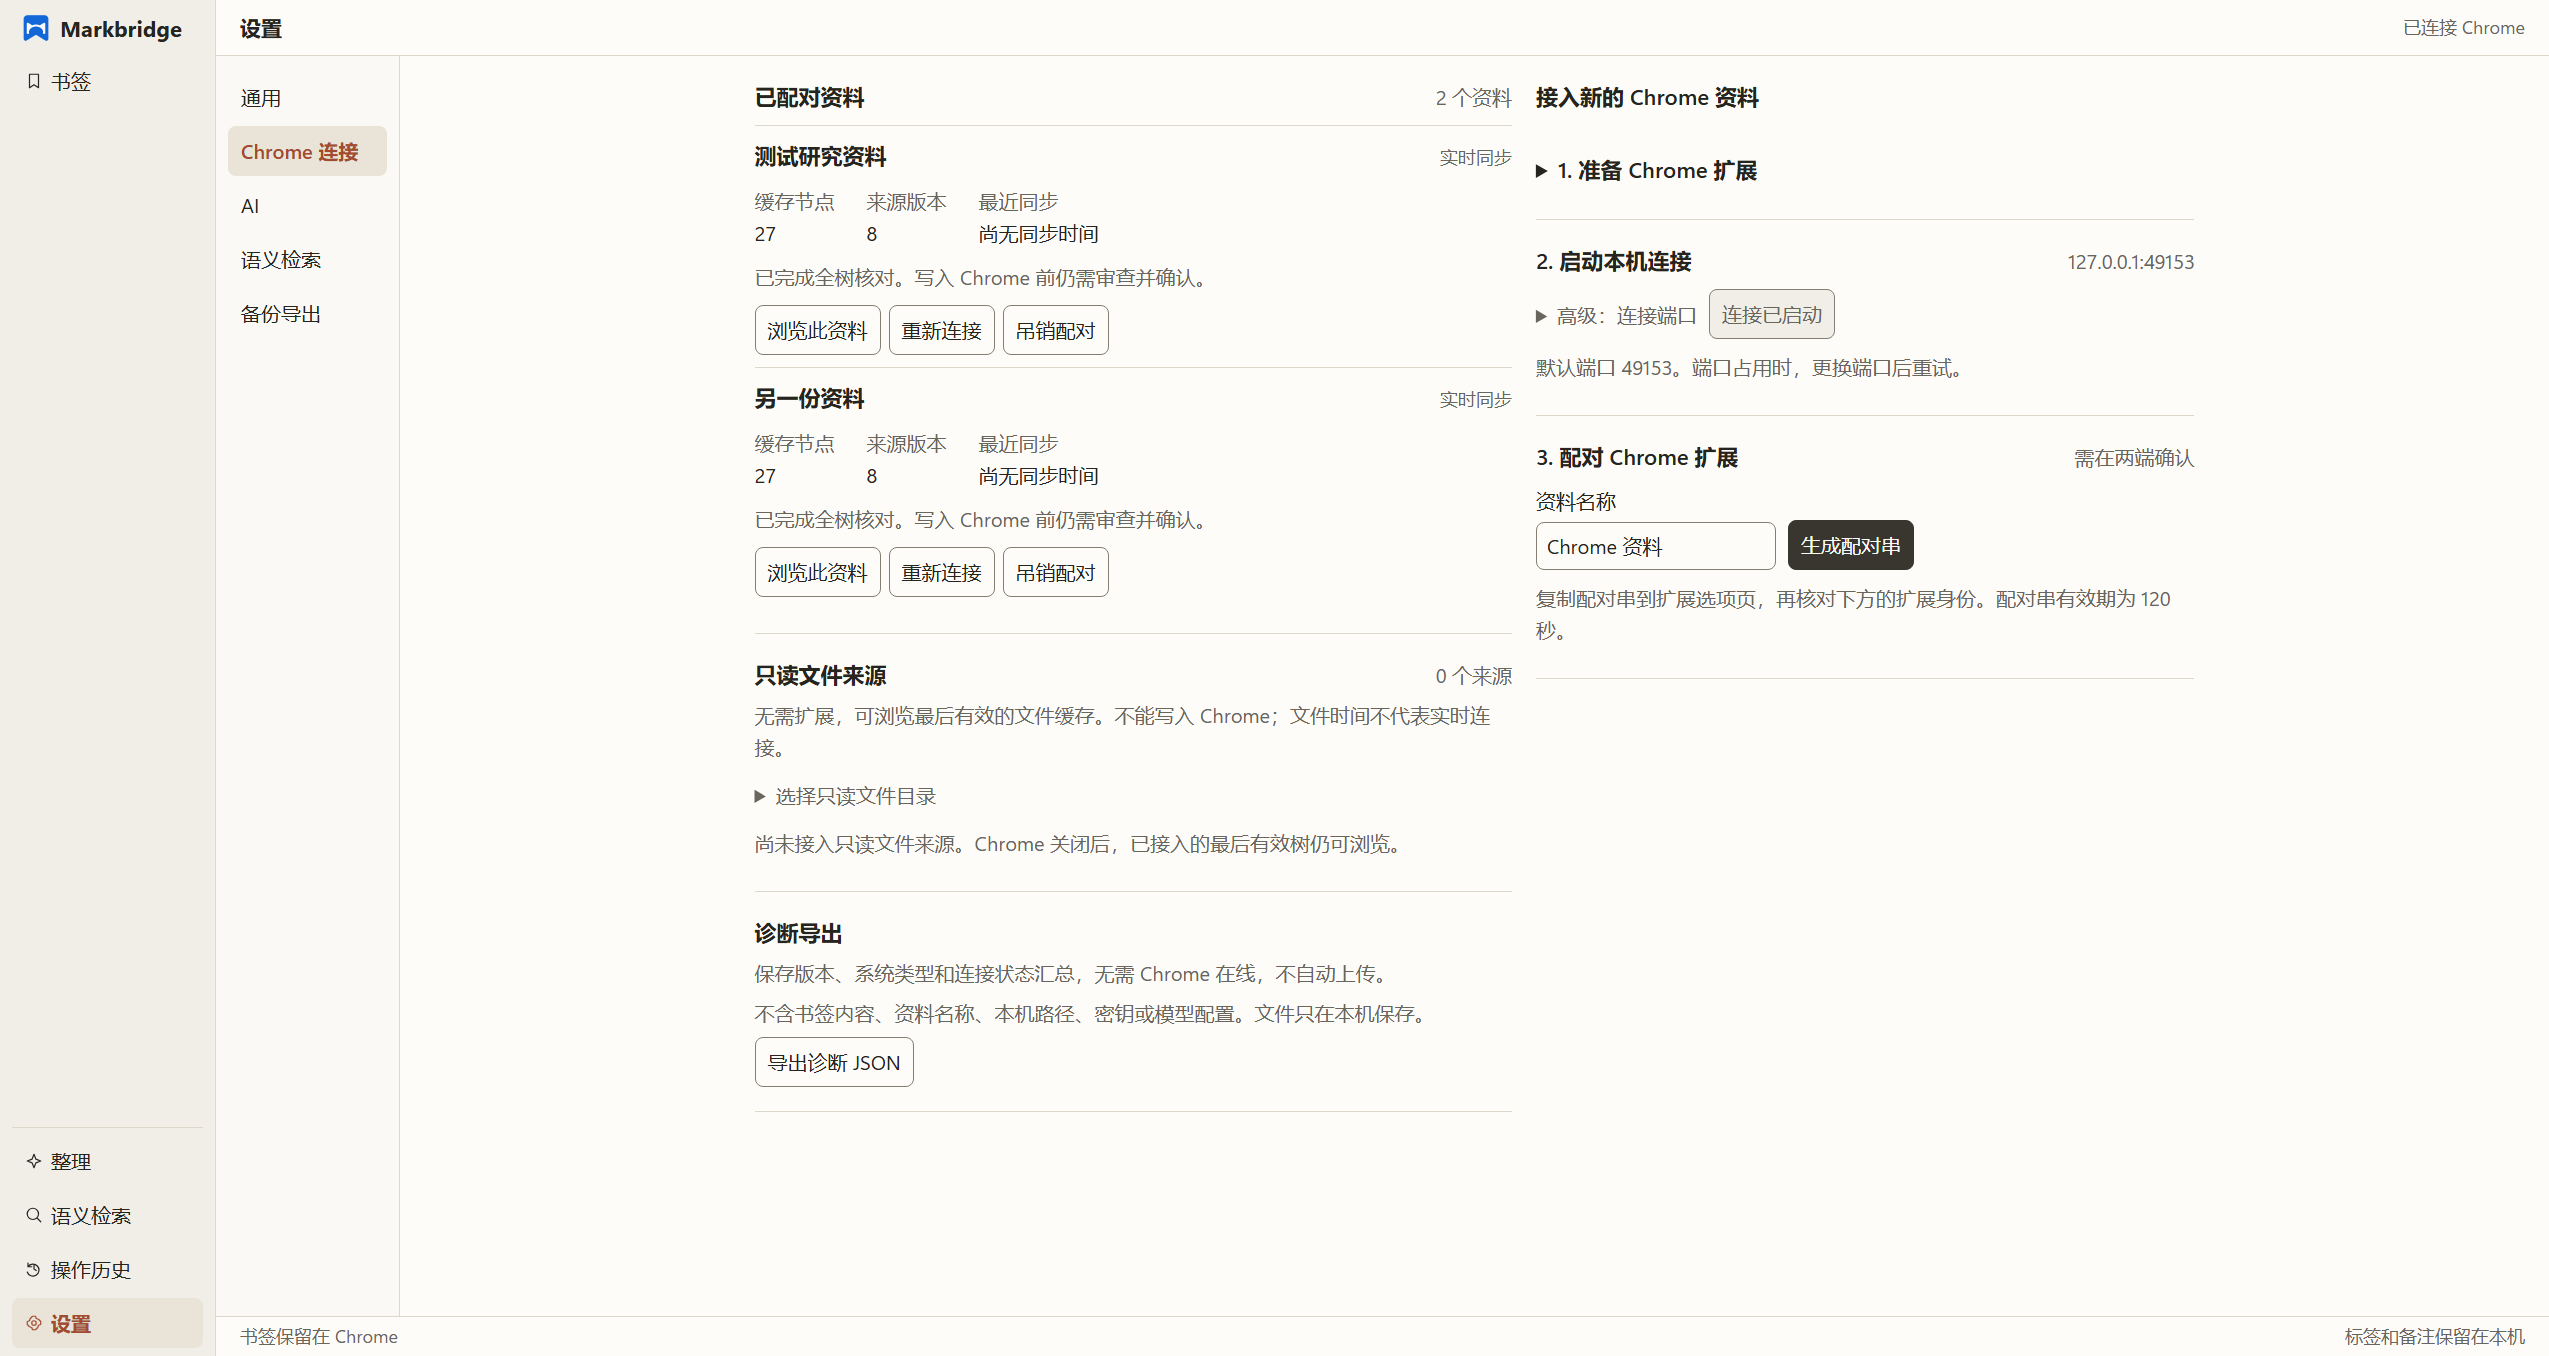 Markbridge
书签
整理
语义检索
操作历史
设置
设置
已连接 Chrome
通用
Chrome 连接
AI
语义检索
备份导出
已配对资料
2 个资料
测试研究资料
实时同步
缓存节点 来源版本 最近同步
27 8 尚无同步时间
已完成全树核对。写入 Chrome 前仍需审查并确认。
浏览此资料 重新连接 吊销配对
另一份资料
实时同步
缓存节点 来源版本 最近同步
27 8 尚无同步时间
已完成全树核对。写入 Chrome 前仍需审查并确认。
浏览此资料 重新连接 吊销配对
只读文件来源
0 个来源
无需扩展，可浏览最后有效的文件缓存。不能写入 Chrome；文件时间不代表实时连
接。
选择只读文件目录
尚未接入只读文件来源。Chrome 关闭后，已接入的最后有效树仍可浏览。
诊断导出
保存版本、系统类型和连接状态汇总，无需 Chrome 在线，不自动上传。
不含书签内容、资料名称、本机路径、密钥或模型配置。文件只在本机保存。
导出诊断 JSON
接入新的 Chrome 资料
1. 准备 Chrome 扩展
2. 启动本机连接
127.0.0.1:49153
高级：连接端口 连接已启动
默认端口 49153。端口占用时，更换端口后重试。
3. 配对 Chrome 扩展
需在两端确认
资料名称
Chrome 资料 生成配对串
复制配对串到扩展选项页，再核对下方的扩展身份。配对串有效期为 120
秒。
书签保留在 Chrome
标签和备注保留在本机